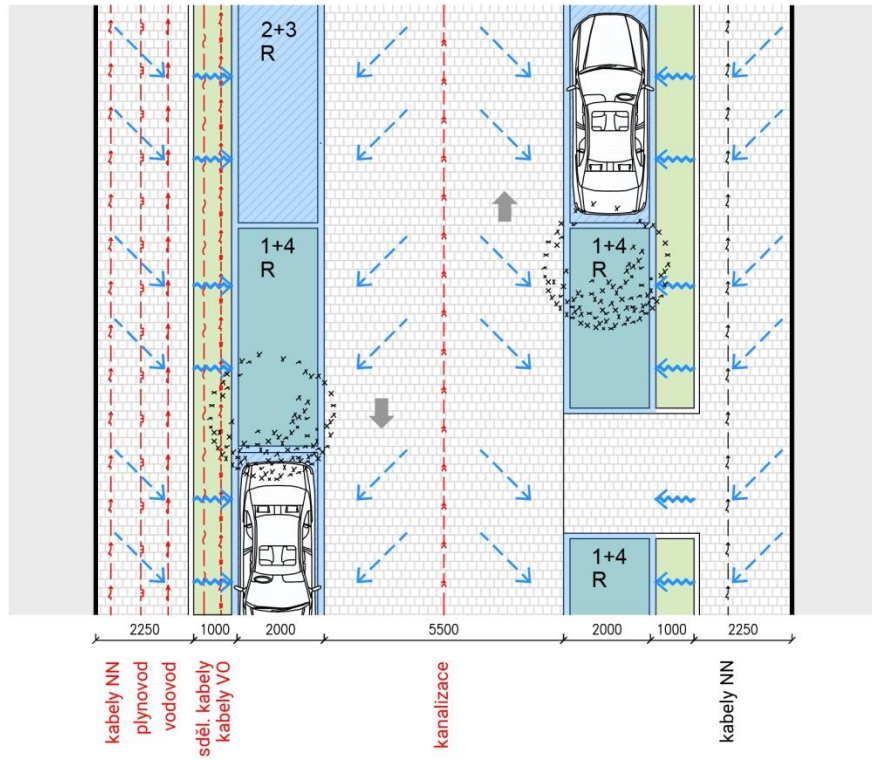 2+3
R
1+4
R
1+4
R
1+4
R
2250
1000
2000
5500
2000
1000
2250
kabely NN
plynovod
vodovod
sděl. kabely
kabely VO
kanalizace
kabely NN